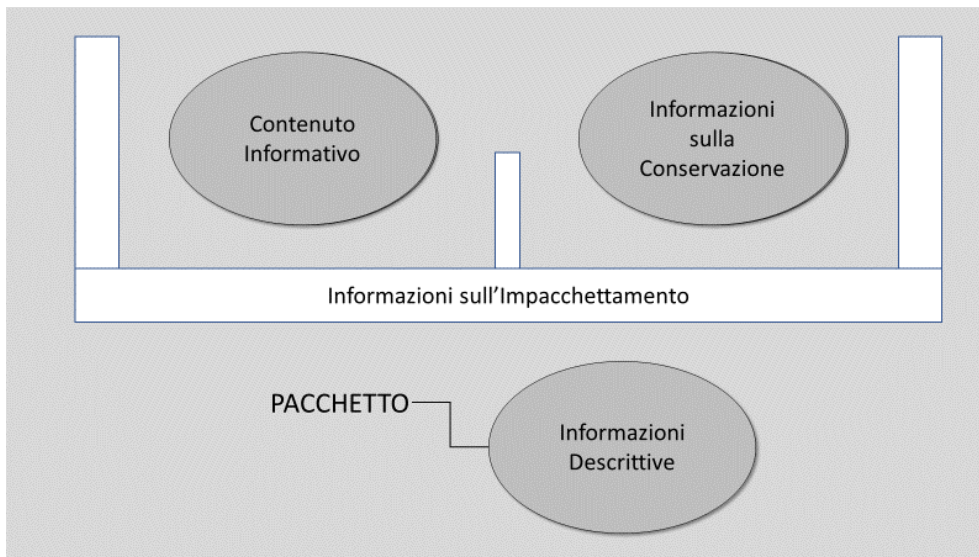 Contenuto
Informativo
Informazioni
sulla
Conservazione
Informazioni sull'Impacchettamento
PACCHETTO
Informazioni
Descrittive